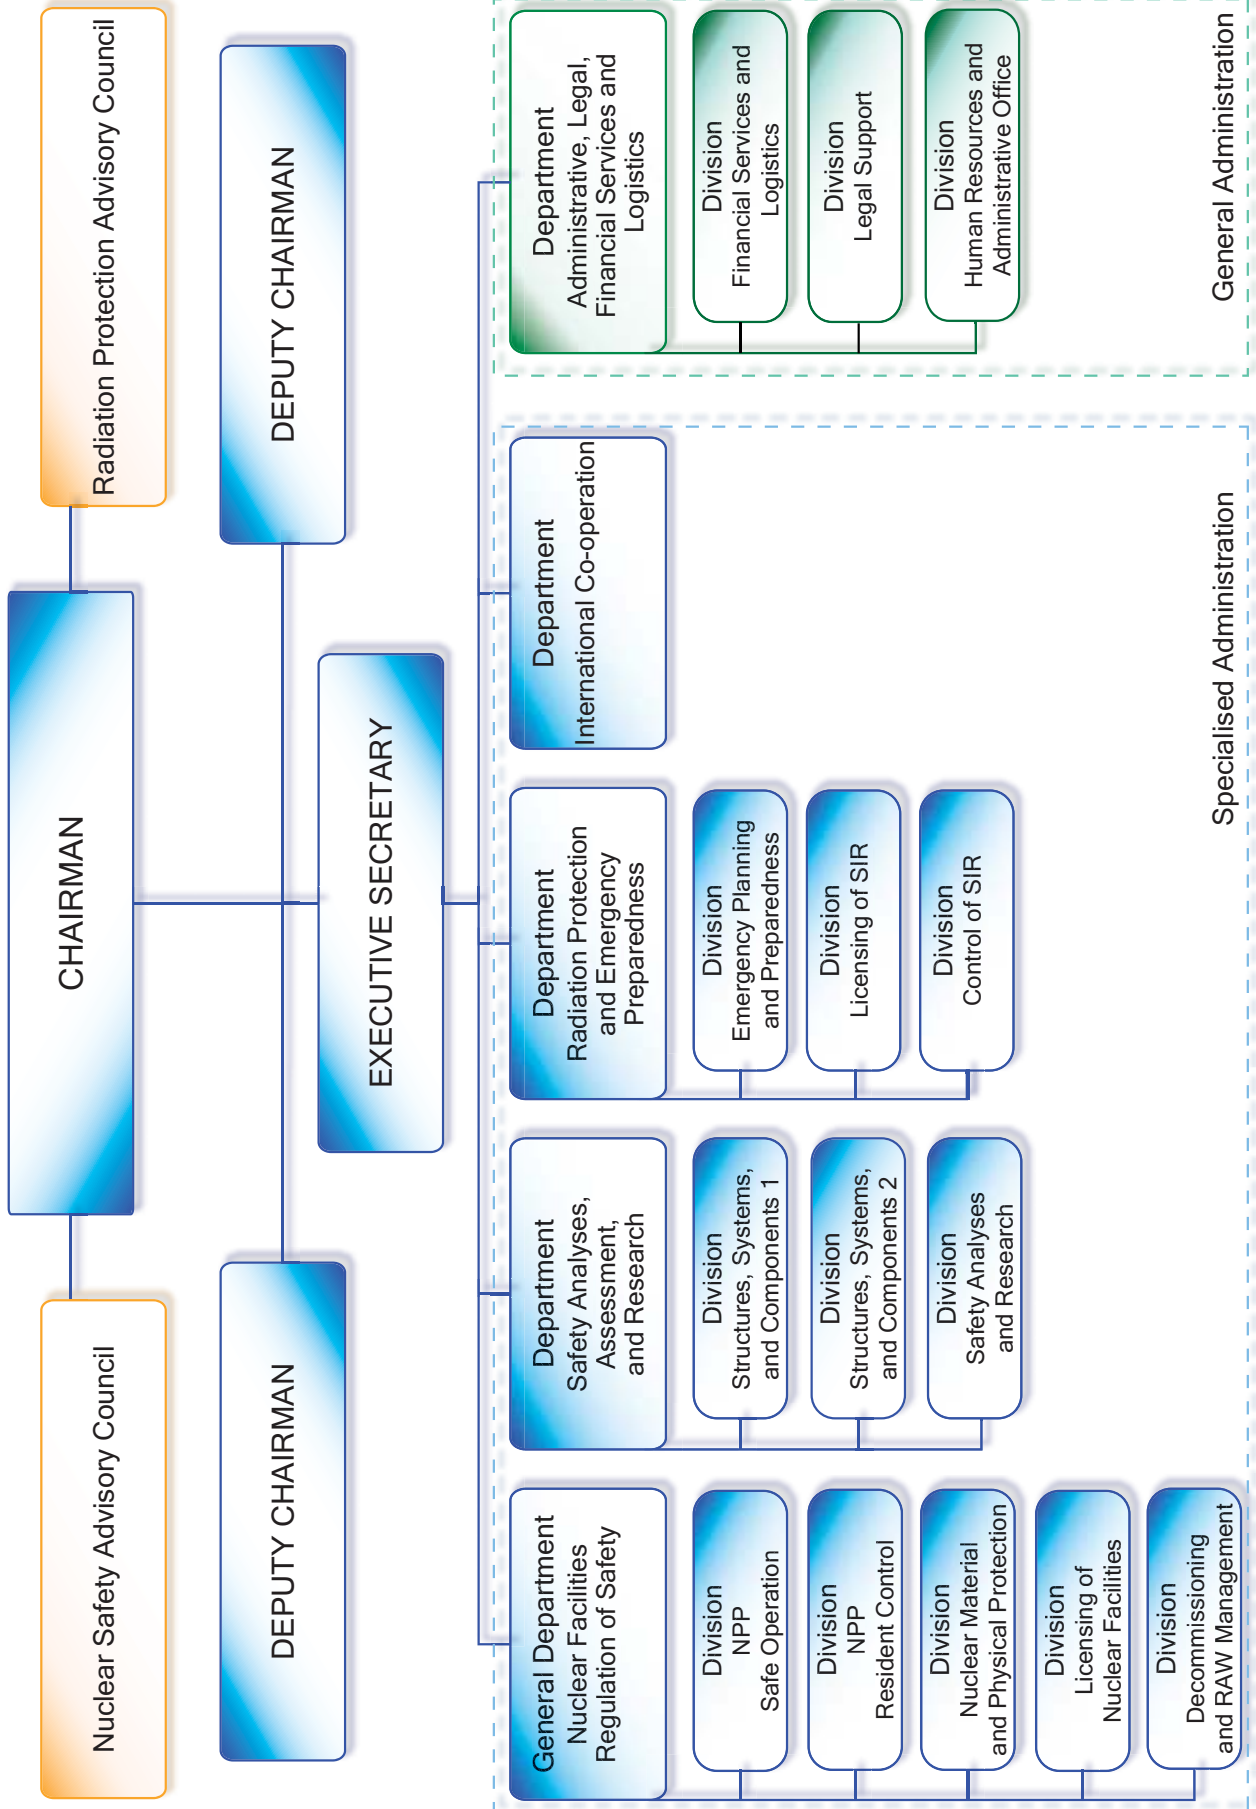 CHAIRMAN
Nuclear Safety Advisory Council
Radiation Protection Advisory Council
DEPUTY CHAIRMAN
DEPUTY CHAIRMAN
EXECUTIVE SECRETARY
General Department
Nuclear Facilities
Regulation of Safety
Division
NPP
Safe Operation
Division
NPP
Resident Control
Division
Nuclear Material
and Physical Protection
Division
Licensing of
Nuclear Facilities
Division
Decommissioning
and RAW Management
Department
Safety Analyses,
Assessment,
and Research
Division
Structures, Systems,
and Components 1
Division
Structures, Systems,
and Components 2
Division
Safety Analyses
and Research
Department
Radiation Protection
and Emergency
Preparedness
Division
Emergency Planning
and Preparedness
Division
Licensing of SIR
Division
Control of SIR
Department
International Co-operation
Specialised Administration
Department
Administrative, Legal,
Financial Services and
Logistics
Division
Financial Services and
Logistics
Division
Legal Support
Division
Human Resources and
Administrative Office
General Administration